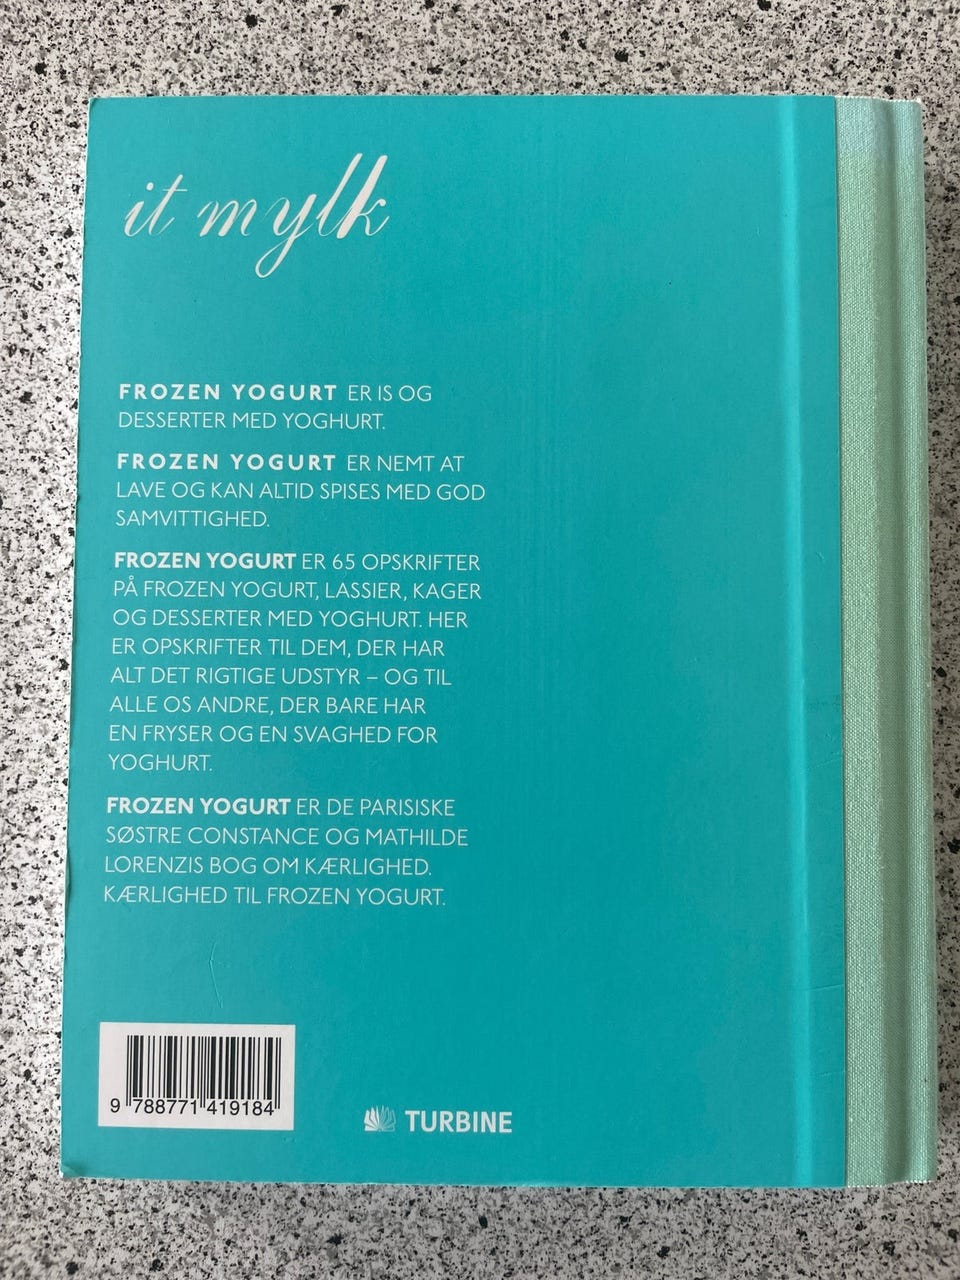 it mylk
FROZEN YOGURT ER IS OG
DESSERTER MED YOGHURT.
FROZEN YOGURT ER NEMT AT
LAVE OG KAN ALTID SPISES MED GOD
SAMVITTIGHED.
FROZEN YOGURT ER 65 OPSKRIFTER
PÅ FROZEN YOGURT, LASSIER, KAGER
OG DESSERTER MED YOGHURT. HER
ER OPSKRIFTER TIL DEM, DER HAR
ALT DET RIGTIGE UDSTYR – OG TIL
ALLE OS ANDRE, DER BARE HAR
EN FRYSER OG EN SVAGHED FOR
YOGHURT.
FROZEN YOGURT ER DE PARISISKE
SØSTRE CONSTANCE OG MATHILDE
LORENZIS BOG OM KÆRLIGHED.
KÆRLIGHED TIL FROZEN YOGURT.
9 788771 419184
TURBINE